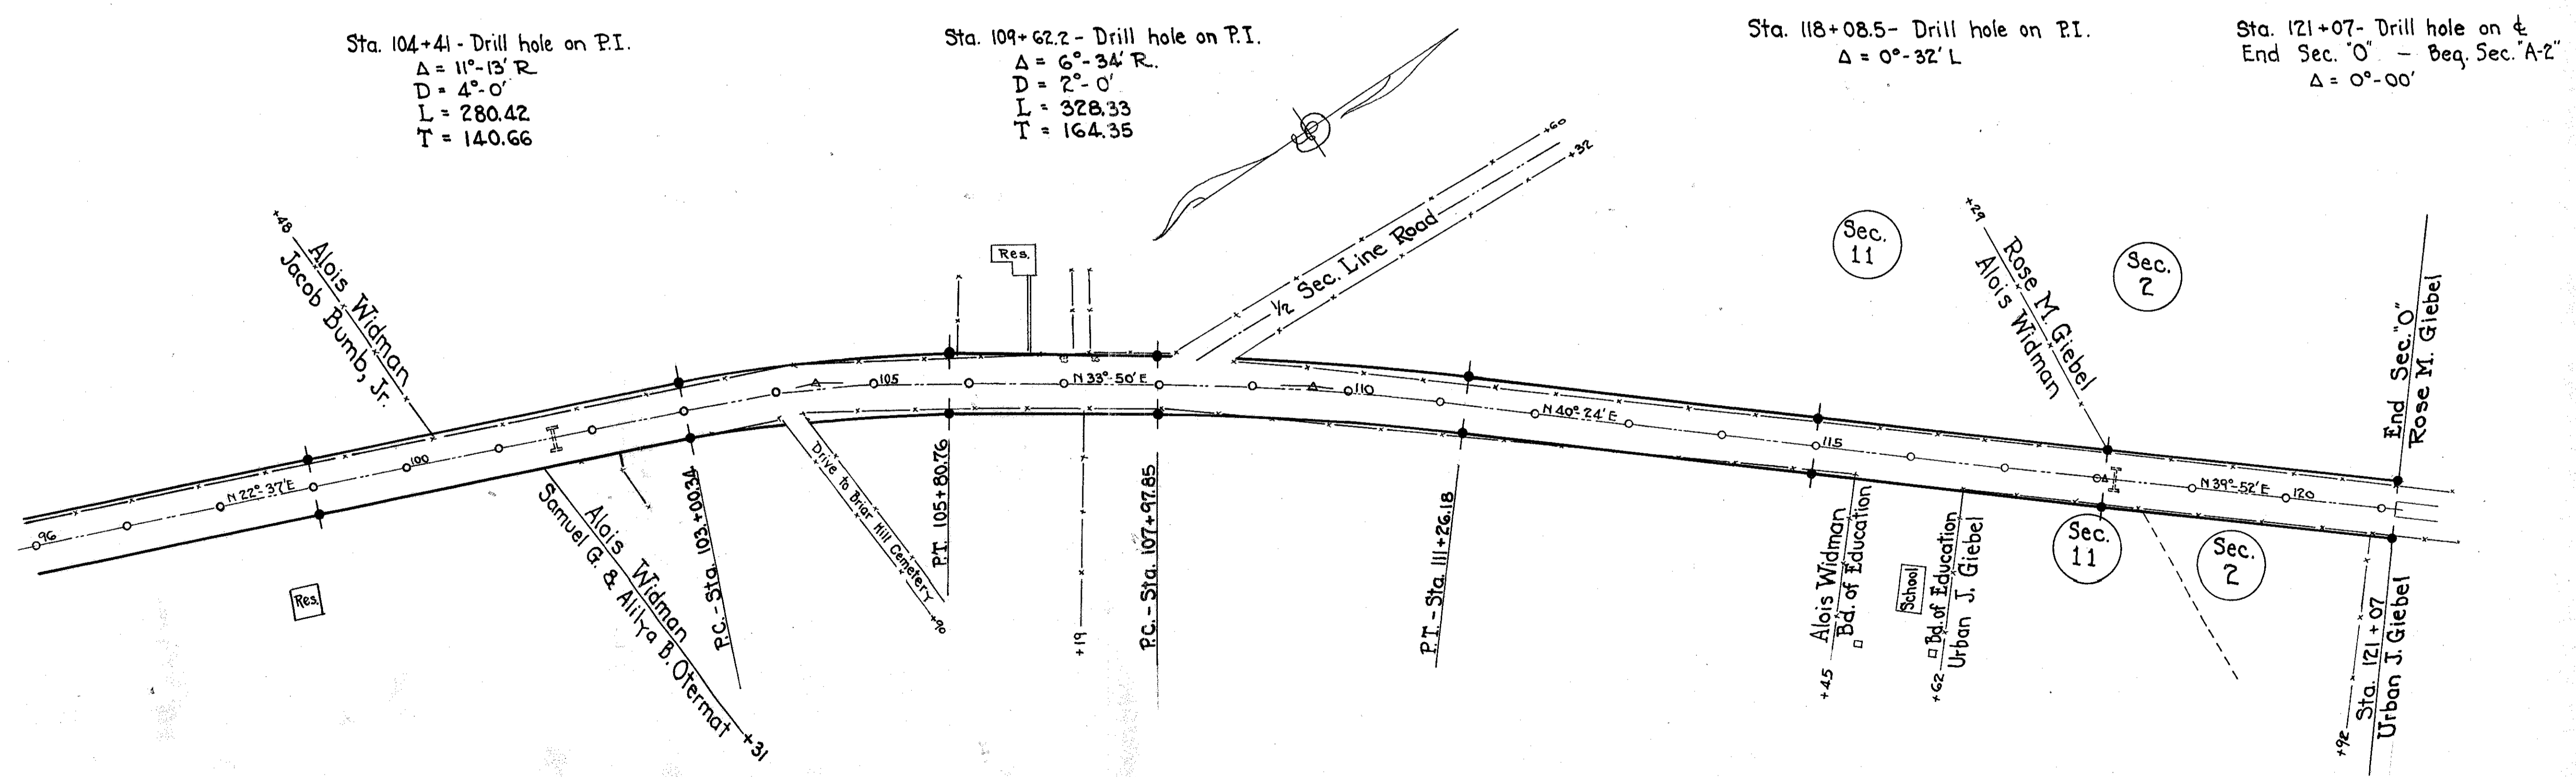 Sta. 104+41 - Drill hole on P.I.
Δ = 11°-13' R
D = 4°-0'
L = 280.42
T = 140.66
Sta. 109+62.2 - Drill hole on P.I.
Δ = 6°-34' R.
D = 2°-0'
L = 328.33
T = 164.35
Sta. 118+08.5- Drill hole on P.I.
Δ = 0°-32' L
Sta. 121+07- Drill hole on ℄
End Sec. "O" - Beg. Sec. "A-2"
Δ = 0°-00'
+48
Alois Widman
Jacob Bumb, Jr.
Res.
+60
+32
1/2 Sec. Line Road
Sec.
11
+29
Rose M. Giebel
Alois Widman
Sec.
2
End Sec. "O"
Rose M. Giebel
96
N 22°-37' E
100
105
N 33°-50' E
110
N 40°24' E
115
N 39°-52' E
120
Res.
Alois Widman
Samuel G. & Alilya B. Otermat
+31
P.C. - Sta. 103+00.34
Drive to Briar Hill Cemetery
+90
P.T. 105+80.76
+19
P.C. - Sta. 107+97.85
P.T. - Sta. 111+26.18
Alois Widman
Bd. of Education
+45
School
Bd. of Education
Urban J. Giebel
+62
Sec.
11
Sec.
2
+92
Sta. 121+07
Urban J. Giebel